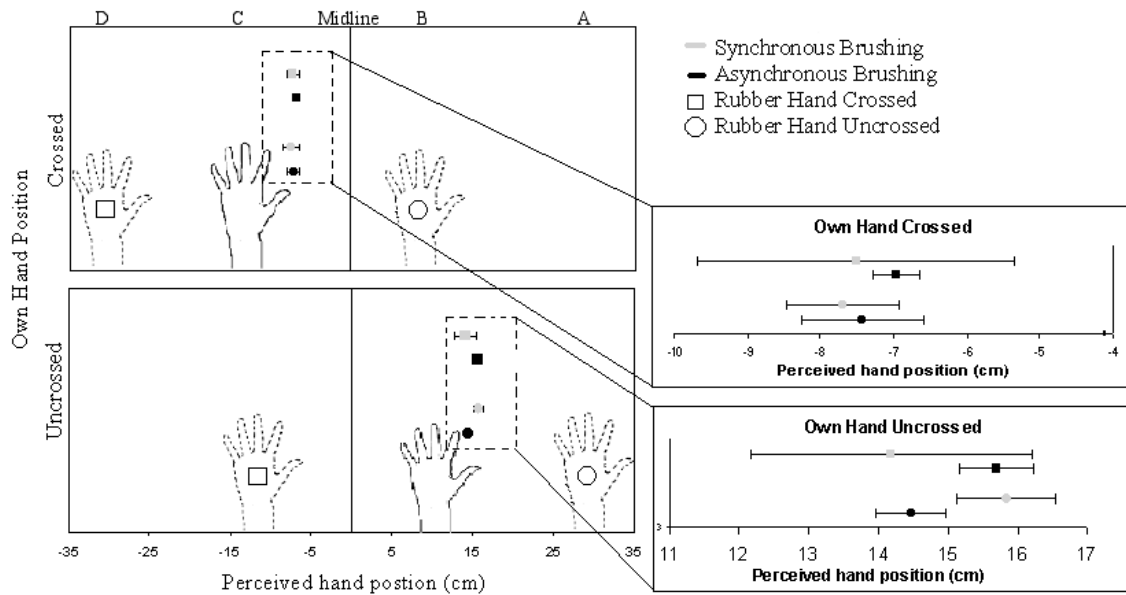 D C Midline B A
Synchronous Brushing
Asynchronous Brushing
Rubber Hand Crossed
Rubber Hand Uncrossed
Own Hand Position
Crossed
Uncrossed
-35 -25 -15 -5 5 15 25 35
Perceived hand postion (cm)
Own Hand Crossed
-10 -9 -8 -7 -6 -5 -4
Perceived hand position (cm)
Own Hand Uncrossed
3
11 12 13 14 15 16 17
Perceived hand position (cm)